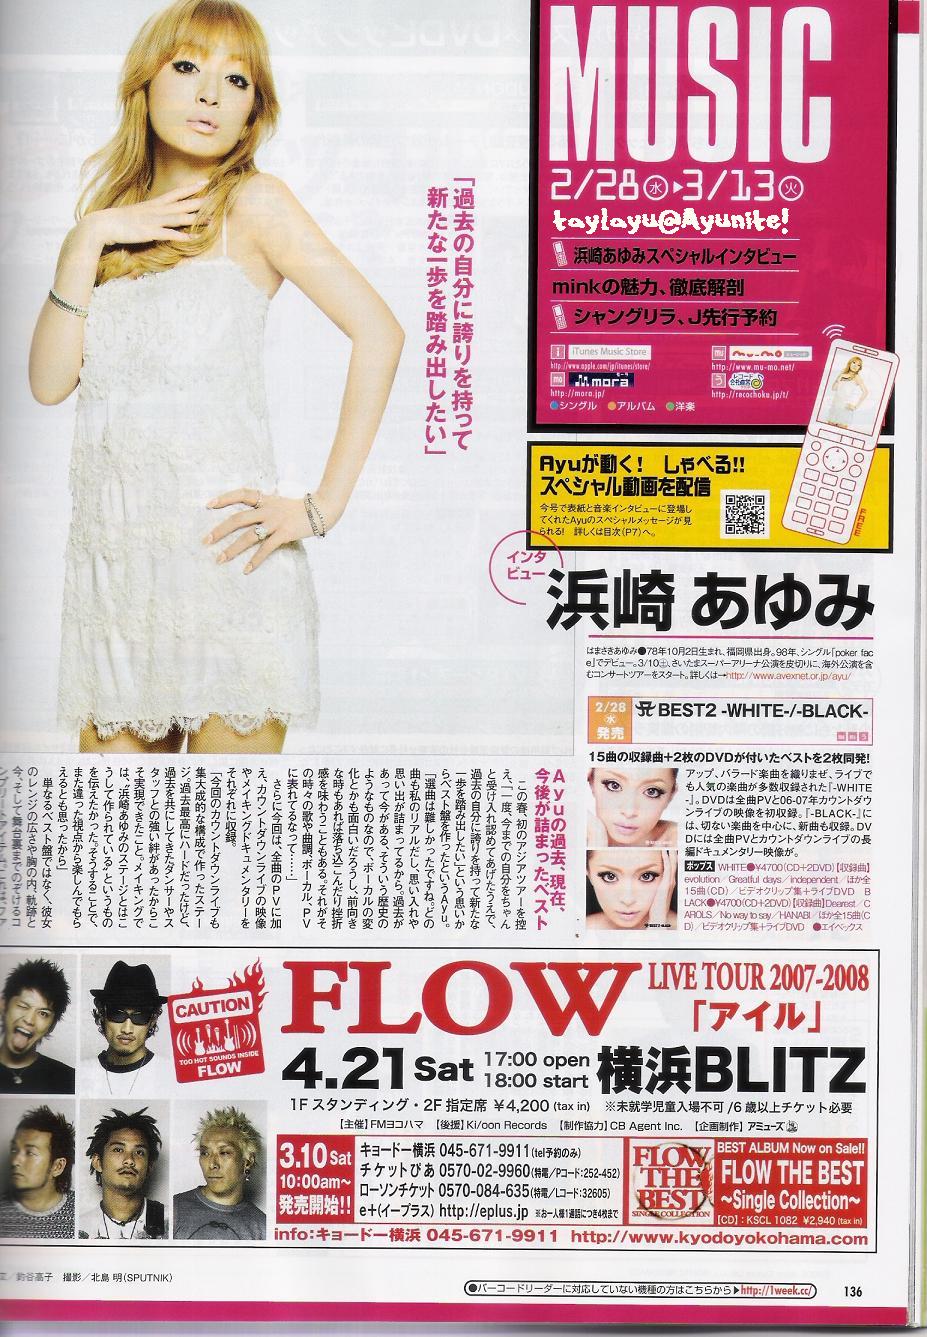 MUSIC
2/28㊌▶3/13㊋
taylayu@Ayunite!
浜崎あゆみスペシャルインタビュー
minkの魅力、徹底解剖
シャングリラ、J先行予約
iTunes Music Store
http://www.apple.com/jp/itunes/store/
mu-mo
http://www.mu-mo.net/
mora
http://mora.jp/
レコード会社直営
http://recochoku.jp/t/
●シングル ●アルバム ●洋楽
「過去の自分に誇りを持って
新たな一歩を踏み出したい」
Ayuが動く! しゃべる!!
スペシャル動画を配信
今号で表紙と音楽インタビューに登場し
てくれたAyuのスペシャルメッセージが見
られる! 詳しくは目次(P7)へ。
FREE
インタ
ビュー
浜崎 あゆみ
はまさきあゆみ●78年10月2日生まれ、福岡県出身。98年、シングル「poker fac
e」でデビュー。3/10㊏、さいたまスーパーアリーナ公演を皮切りに、海外公演を含
むコンサートツアーをスタート。詳しくは→http://www.avexnet.or.jp/ayu/
2/28
㊌
発売
A BEST2 -WHITE-/-BLACK-
15曲の収録曲+2枚のDVDが付いたベストを2枚同発!
アップ、バラード楽曲を織りまぜ、ライブで
も人気の楽曲が多数収録された「-WHITE
-」。DVDは全曲PVと06-07年カウントダウ
ンライブの映像を初収録。「-BLACK-」に
は、切ない楽曲を中心に、新曲も収録。DV
Dには全曲PVとカウントダウンライブの長
編ドキュメンタリー映像が。
ポップス WHITE●¥4700(CD+2DVD)【収録曲】
evolution/Greatful days/independent/ほか全
15曲(CD)/ビデオクリップ集+ライブDVD B
LACK●¥4700(CD+2DVD)【収録曲】Dearest/C
AROLS/No way to say/HANABI/ほか全15曲(C
D)/ビデオクリップ集+ライブDVD ●エイベックス
Ayuの過去、現在、
今後が詰まったベスト
この春、初のアジアツアーを控
え、「一度、今までの自分をちゃん
と受け入れ認めてあげたうえで、
過去の自分に誇りを持って新たな
一歩を踏み出したい」という思いか
らベスト盤を作ったというAyu。
「選曲は難しかったですね。どの
曲も私のリアルだし、思い入れや
思い出が詰まってるから。過去が
あって今がある、そういう歴史の
ようなものなので、ボーカルの変
化とかも面白いだろうし、前向き
な時もあれば落ち込んだり挫折
感を味わうこともある。それがそ
の時々の歌や曲調、ボーカル、PV
に表れてるなって……」
さらに今回は、全曲のPVに加
え、カウントダウンライブの映像
やメイキングドキュメンタリーを
それぞれに収録。
「今回のカウントダウンライブも
集大成的な構成で作ったステー
ジ。過去最高にハードだったけど、
過去を共にしてきたダンサーやス
タッフとの強い絆があったからこ
そ実現できたこと。メイキングで
は、〝浜崎あゆみのステージとはこ
うして作られているぞ〟というもの
を伝えたかった。そうすることで、
また違った視点から楽しんでもら
えるとも思ったから」
単なるベスト盤ではなく、彼女
のレンジの広さや胸の内、軌跡と
今、そして舞台裏までのぞけるコ
CAUTION
TOO HOT SOUNDS INSIDE
FLOW
FLOW LIVE TOUR 2007-2008
「アイル」
4.21 Sat 17:00 open
18:00 start
横浜BLITZ
1F スタンディング・2F 指定席 ¥4,200 (tax in) ※未就学児童入場不可/6歳以上チケット必要
【主催】FMヨコハマ 【後援】Ki/oon Records 【制作協力】CB Agent Inc. 【企画制作】アミューズ
3.10 Sat
10:00am~
発売開始!!
キョードー横浜 045-671-9911(tel予約のみ)
チケットぴあ 0570-02-9960(特電/Pコード:252-452)
ローソンチケット 0570-084-635(特電/Lコード:32605)
e+(イープラス) http://eplus.jp ※お一人様1通話につき4枚まで
FLOW
THE
BEST
SINGLE COLLECTION
BEST ALBUM Now on Sale!!
FLOW THE BEST
~Single Collection~
[CD]:KSCL 1082 ¥2,940 (tax in)
info:キョードー横浜 045-671-9911 http://www.kyodoyokohama.com
/釣谷高子 撮影/北島 明(SPUTNIK)
●バーコードリーダーに対応していない機種の方はこちらから▶http://1week.cc/
136